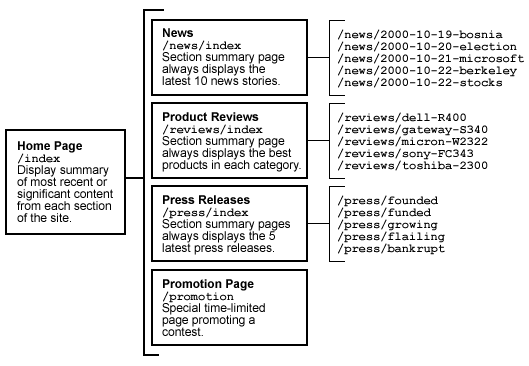 Home Page
/index
Display summary
of most recent or
significant content
from each section
of the site.
News
/news/index
Section summary page
always displays the
latest 10 news stories.
/news/2000-10-19-bosnia
/news/2000-10-20-election
/news/2000-10-21-microsoft
/news/2000-10-22-berkeley
/news/2000-10-22-stocks
Product Reviews
/reviews/index
Section summary page
always displays the best
products in each category.
/reviews/dell-R400
/reviews/gateway-S340
/reviews/micron-W2322
/reviews/sony-FC343
/reviews/toshiba-2300
Press Releases
/press/index
Section summary pages
always displays the 5
latest press releases.
/press/founded
/press/funded
/press/growing
/press/flailing
/press/bankrupt
Promotion Page
/promotion
Special time-limited
page promoting a
contest.